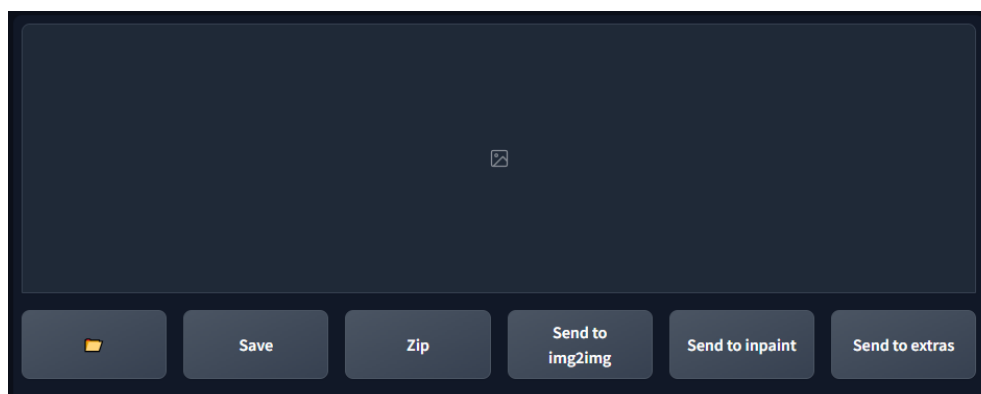 Save
Zip
Send to
img2img
Send to inpaint
Send to extras